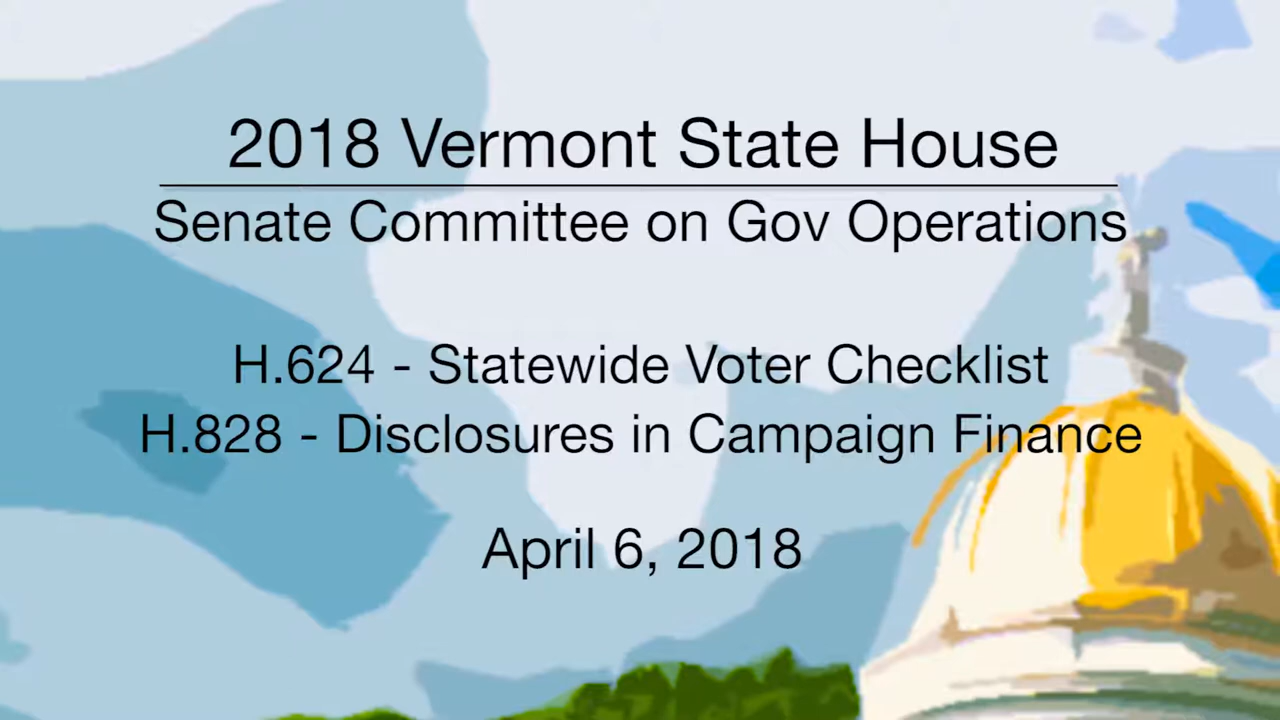 2018 Vermont State House
Senate Committee on Gov Operations
H.624 - Statewide Voter Checklist
H.828 - Disclosures in Campaign Finance
April 6, 2018